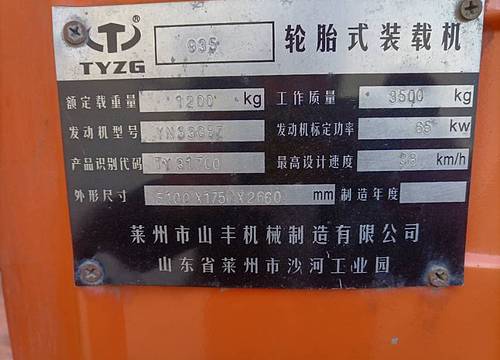 TYZG 935 轮胎式装载机
额定载重量 1200 kg 工作质量 3500 kg
发动机型号 工作 发动机标定功率 65 kw
产品识别代码 最高设计速度 km/h
外形尺寸 mm 制造年度
莱州市山丰机械制造有限公司
山东省莱州市沙河工业园